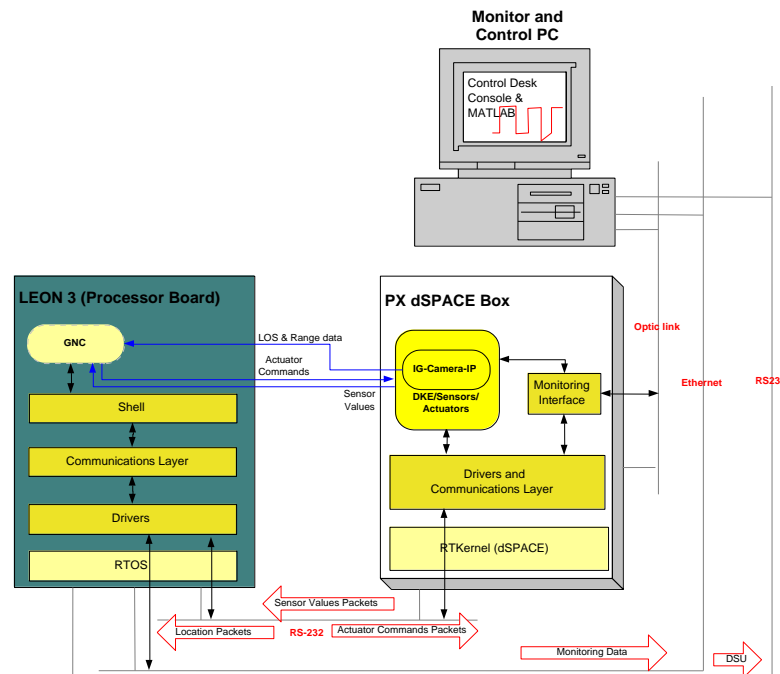 Monitor and
Control PC
Control Desk
Console &
MATLAB
LEON 3 (Processor Board)
PX dSPACE Box
GNC
LOS & Range data
Actuator
Commands
Sensor
Values
IG-Camera-IP
DKE/Sensors/
Actuators
Monitoring
Interface
Optic link
Ethernet
RS23
Shell
Communications Layer
Drivers
RTOS
Drivers and
Communications Layer
RTKernel (dSPACE)
Sensor Values Packets
Location Packets
RS-232
Actuator Commands Packets
Monitoring Data
DSU